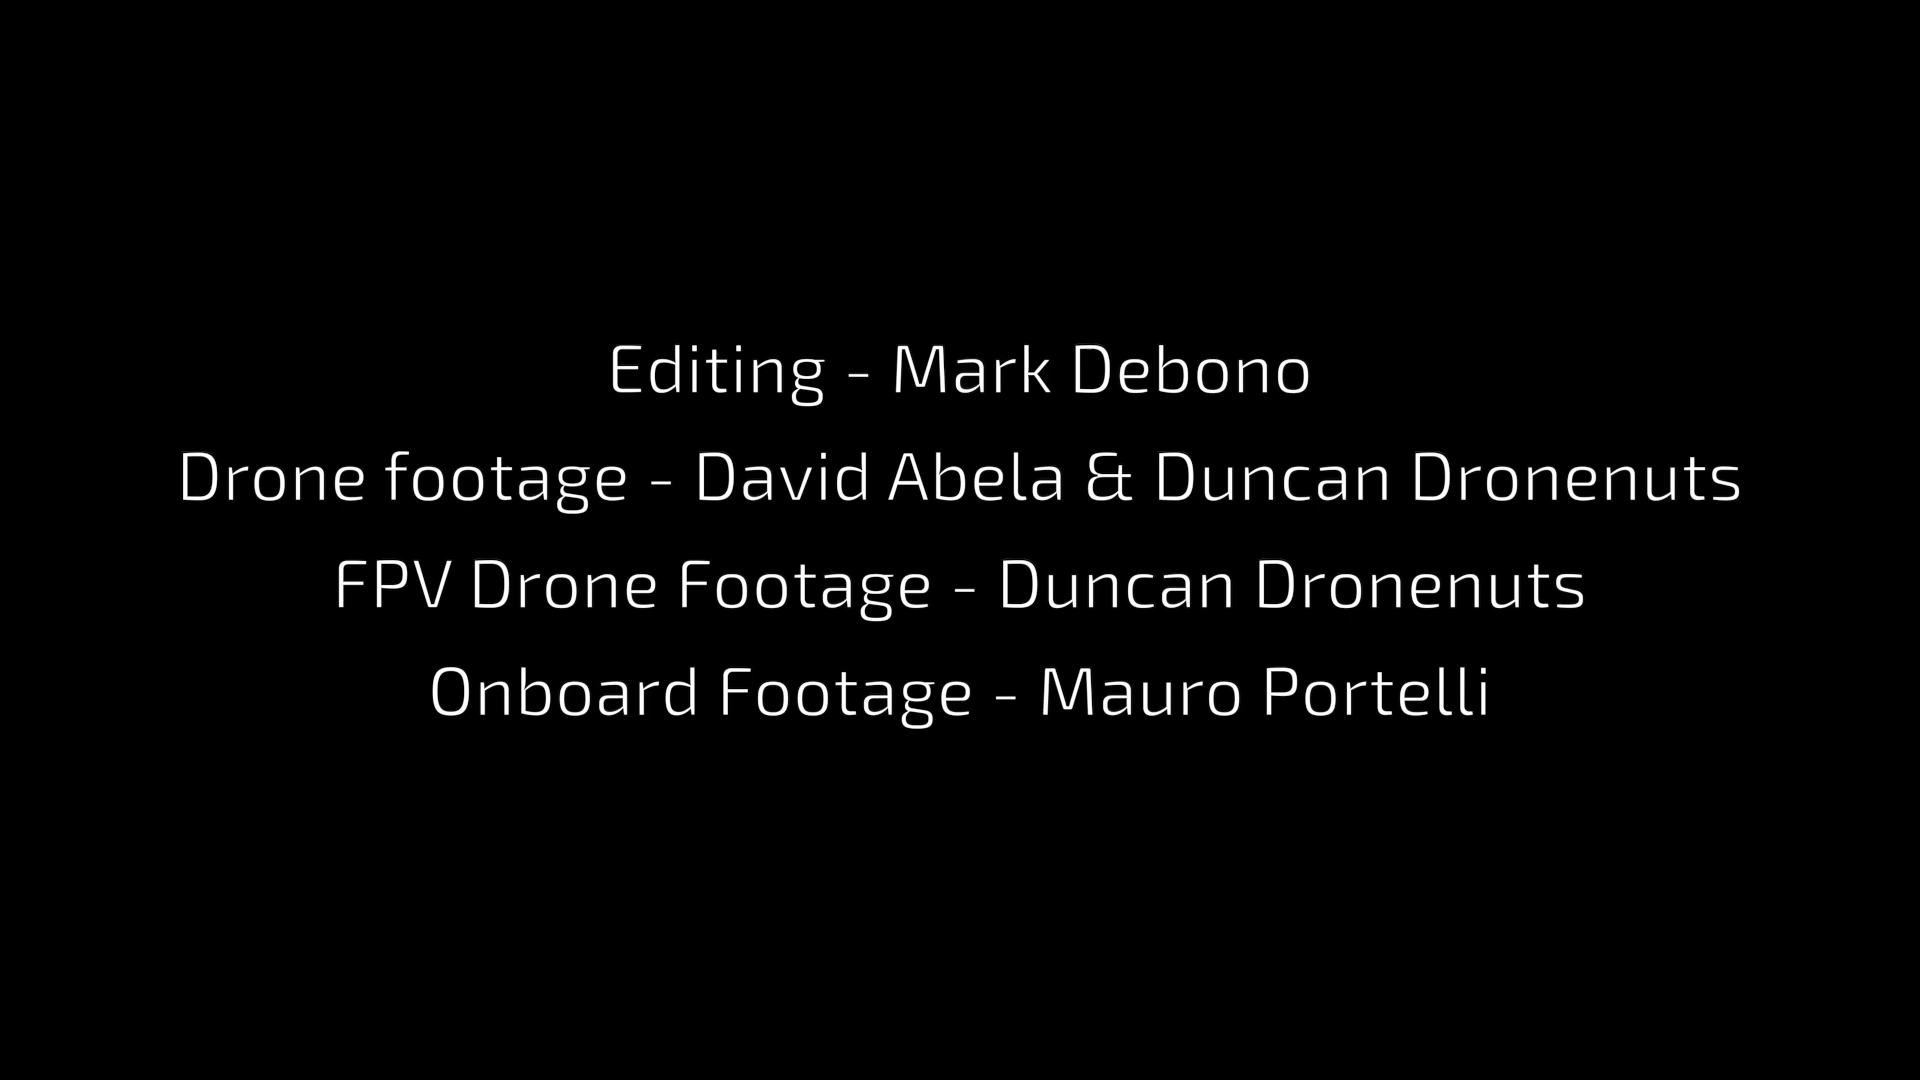 Editing - Mark Debono
Drone footage - David Abela & Duncan Dronenuts
FPV Drone Footage - Duncan Dronenuts
Onboard Footage - Mauro Portelli